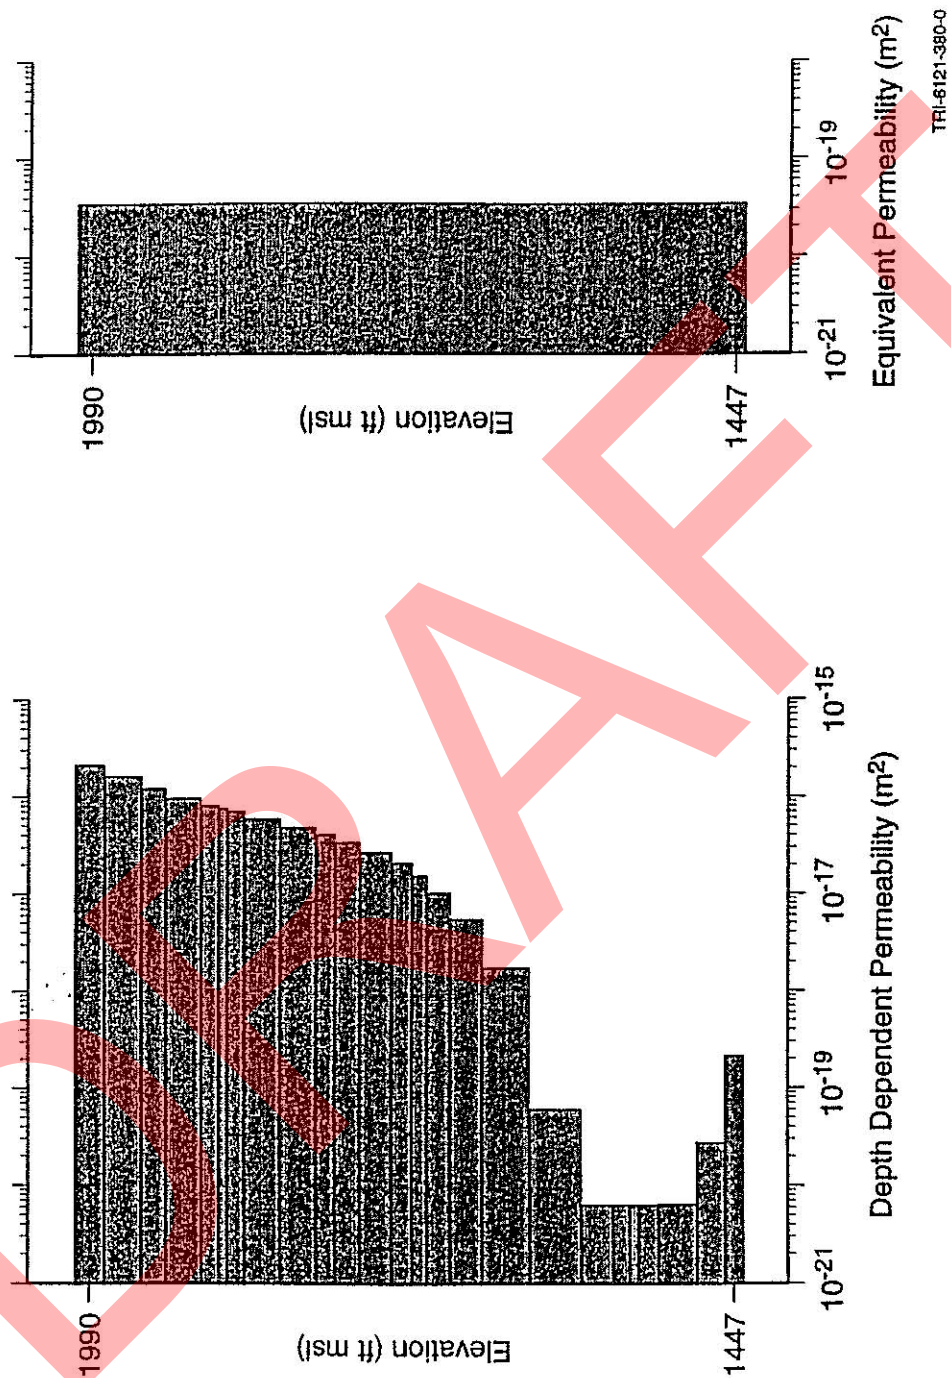 1990
Elevation (ft msl)
1447
10-21
10-19
10-17
10-15
Depth Dependent Permeability (m2)
1990
Elevation (ft msl)
1447
10-21
10-19
Equivalent Permeability (m2)
TRI-6121-380-0
DRAFT